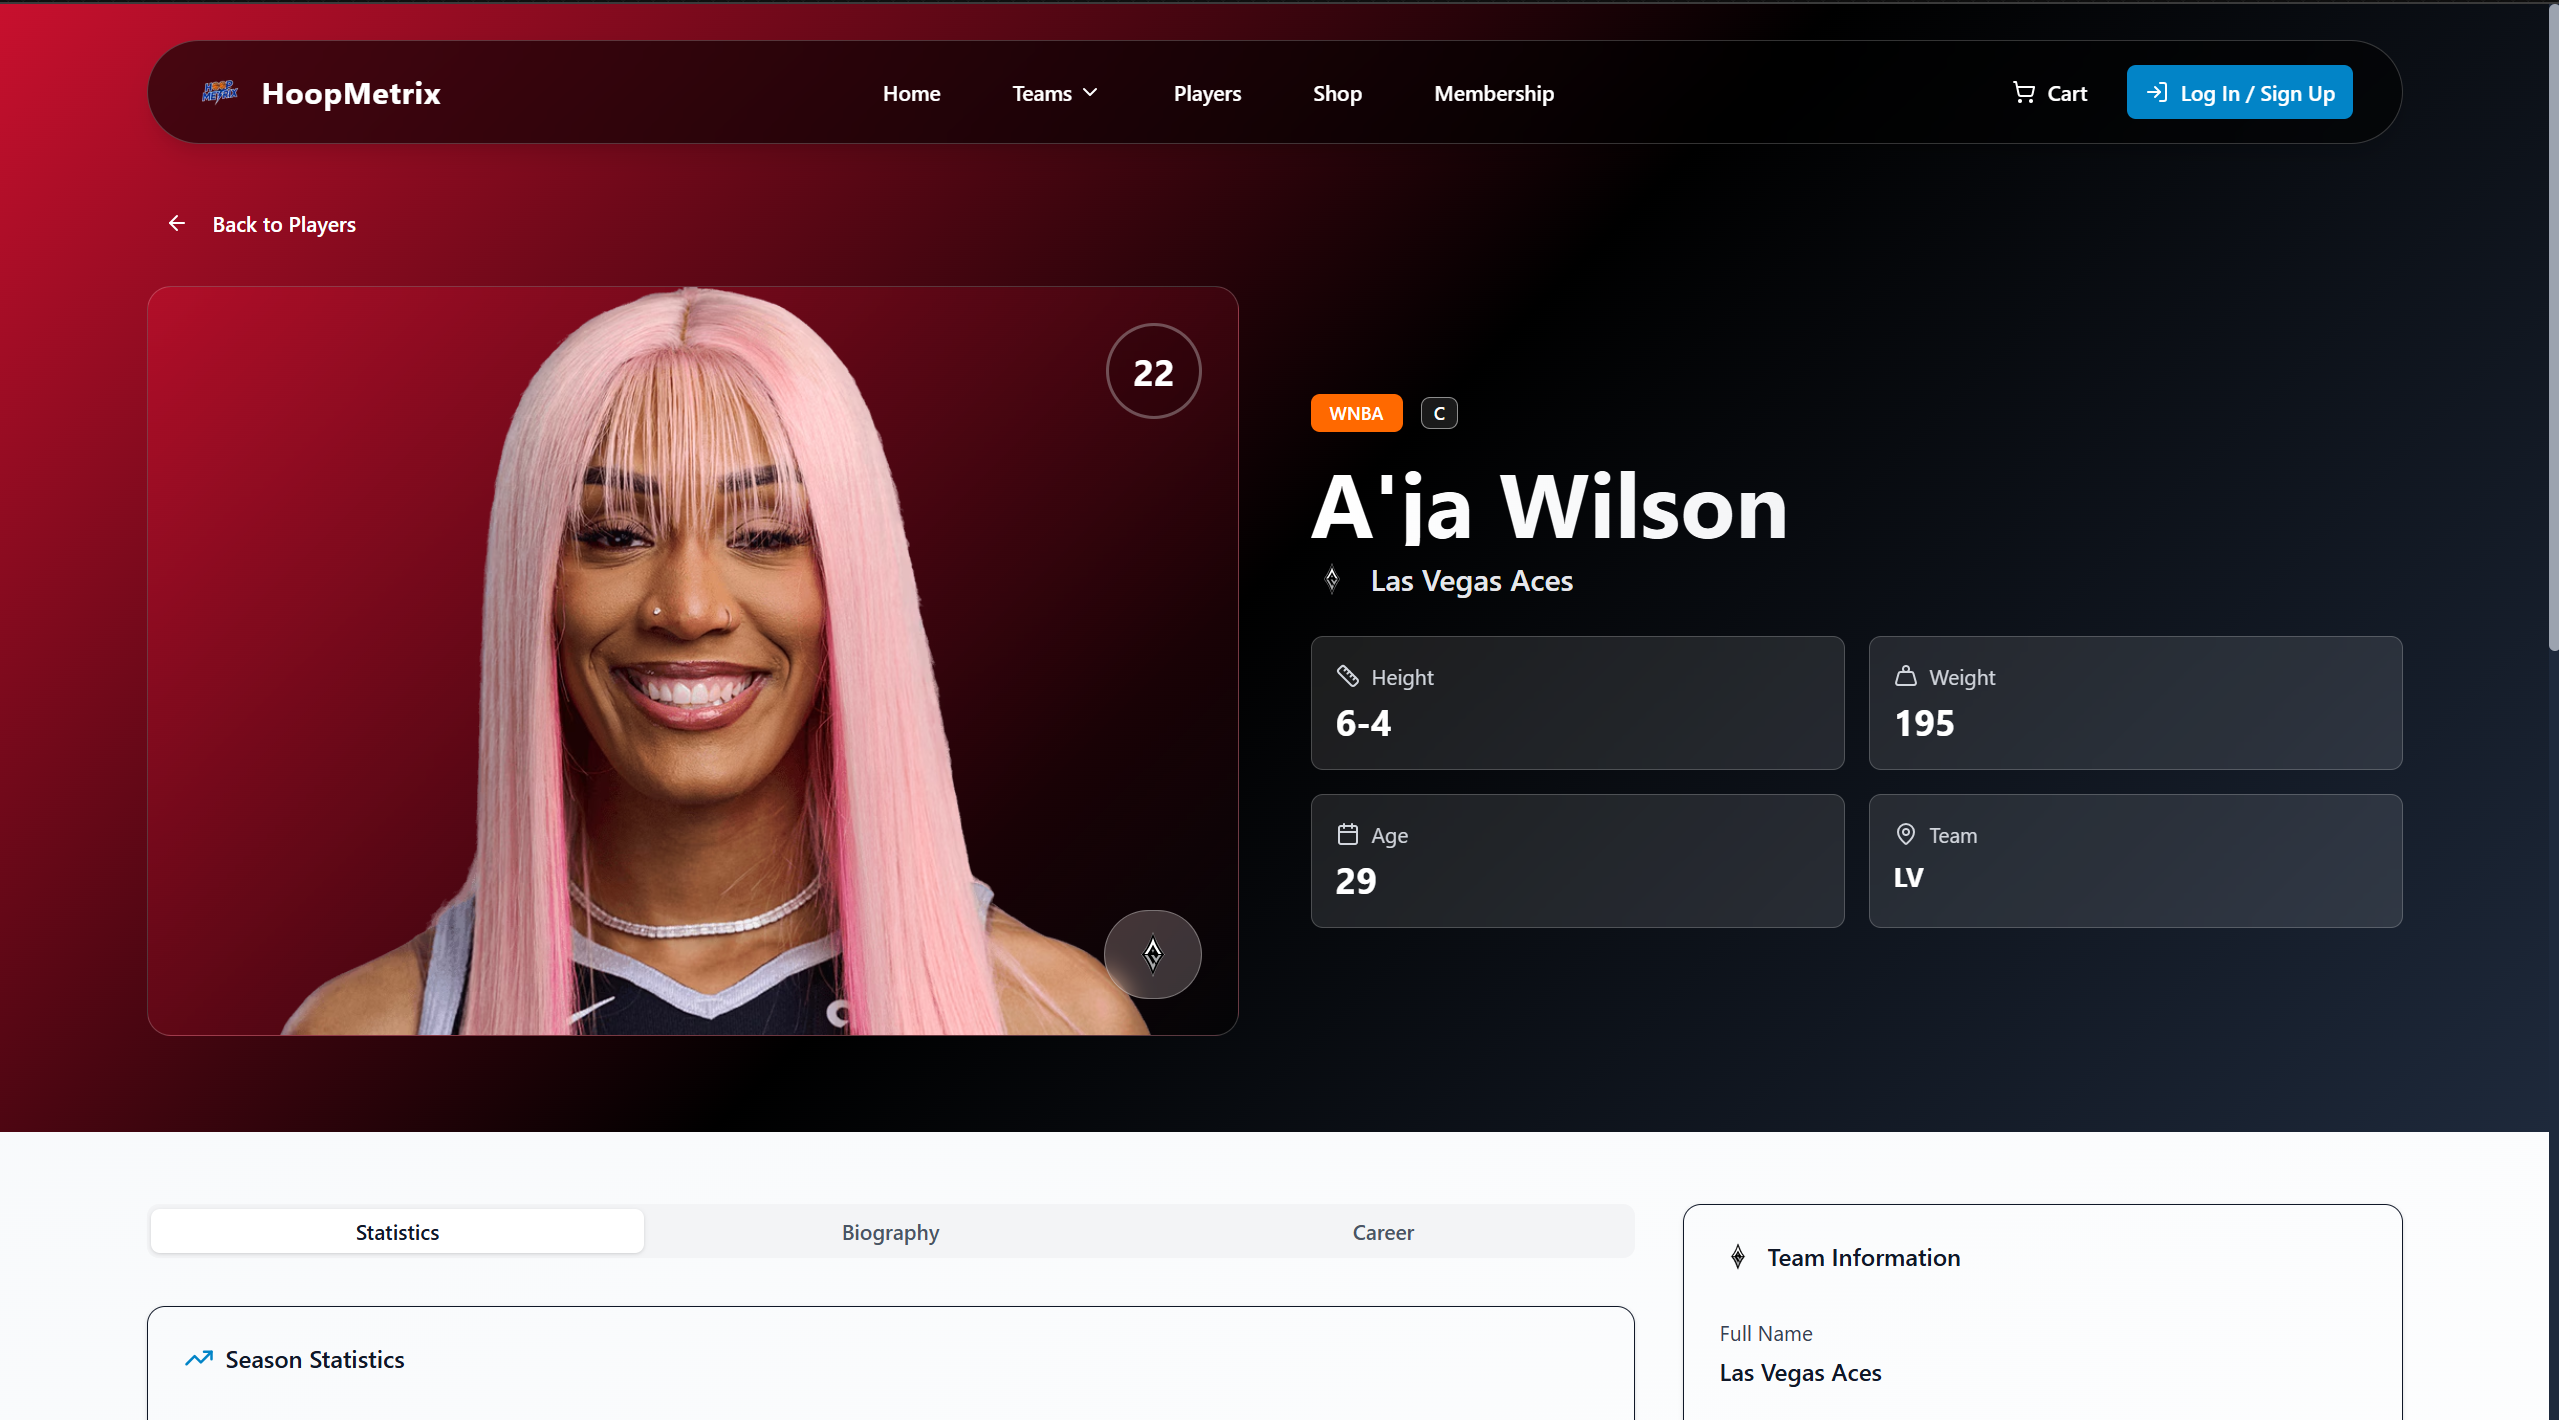 HOOP
METRIX
HoopMetrix
Home
Teams
Players
Shop
Membership
Cart
Log In / Sign Up
Back to Players
22
WNBA
C
A'ja Wilson
Las Vegas Aces
Height
6-4
Weight
195
Age
29
Team
LV
Statistics
Biography
Career
Team Information
Season Statistics
Full Name
Las Vegas Aces